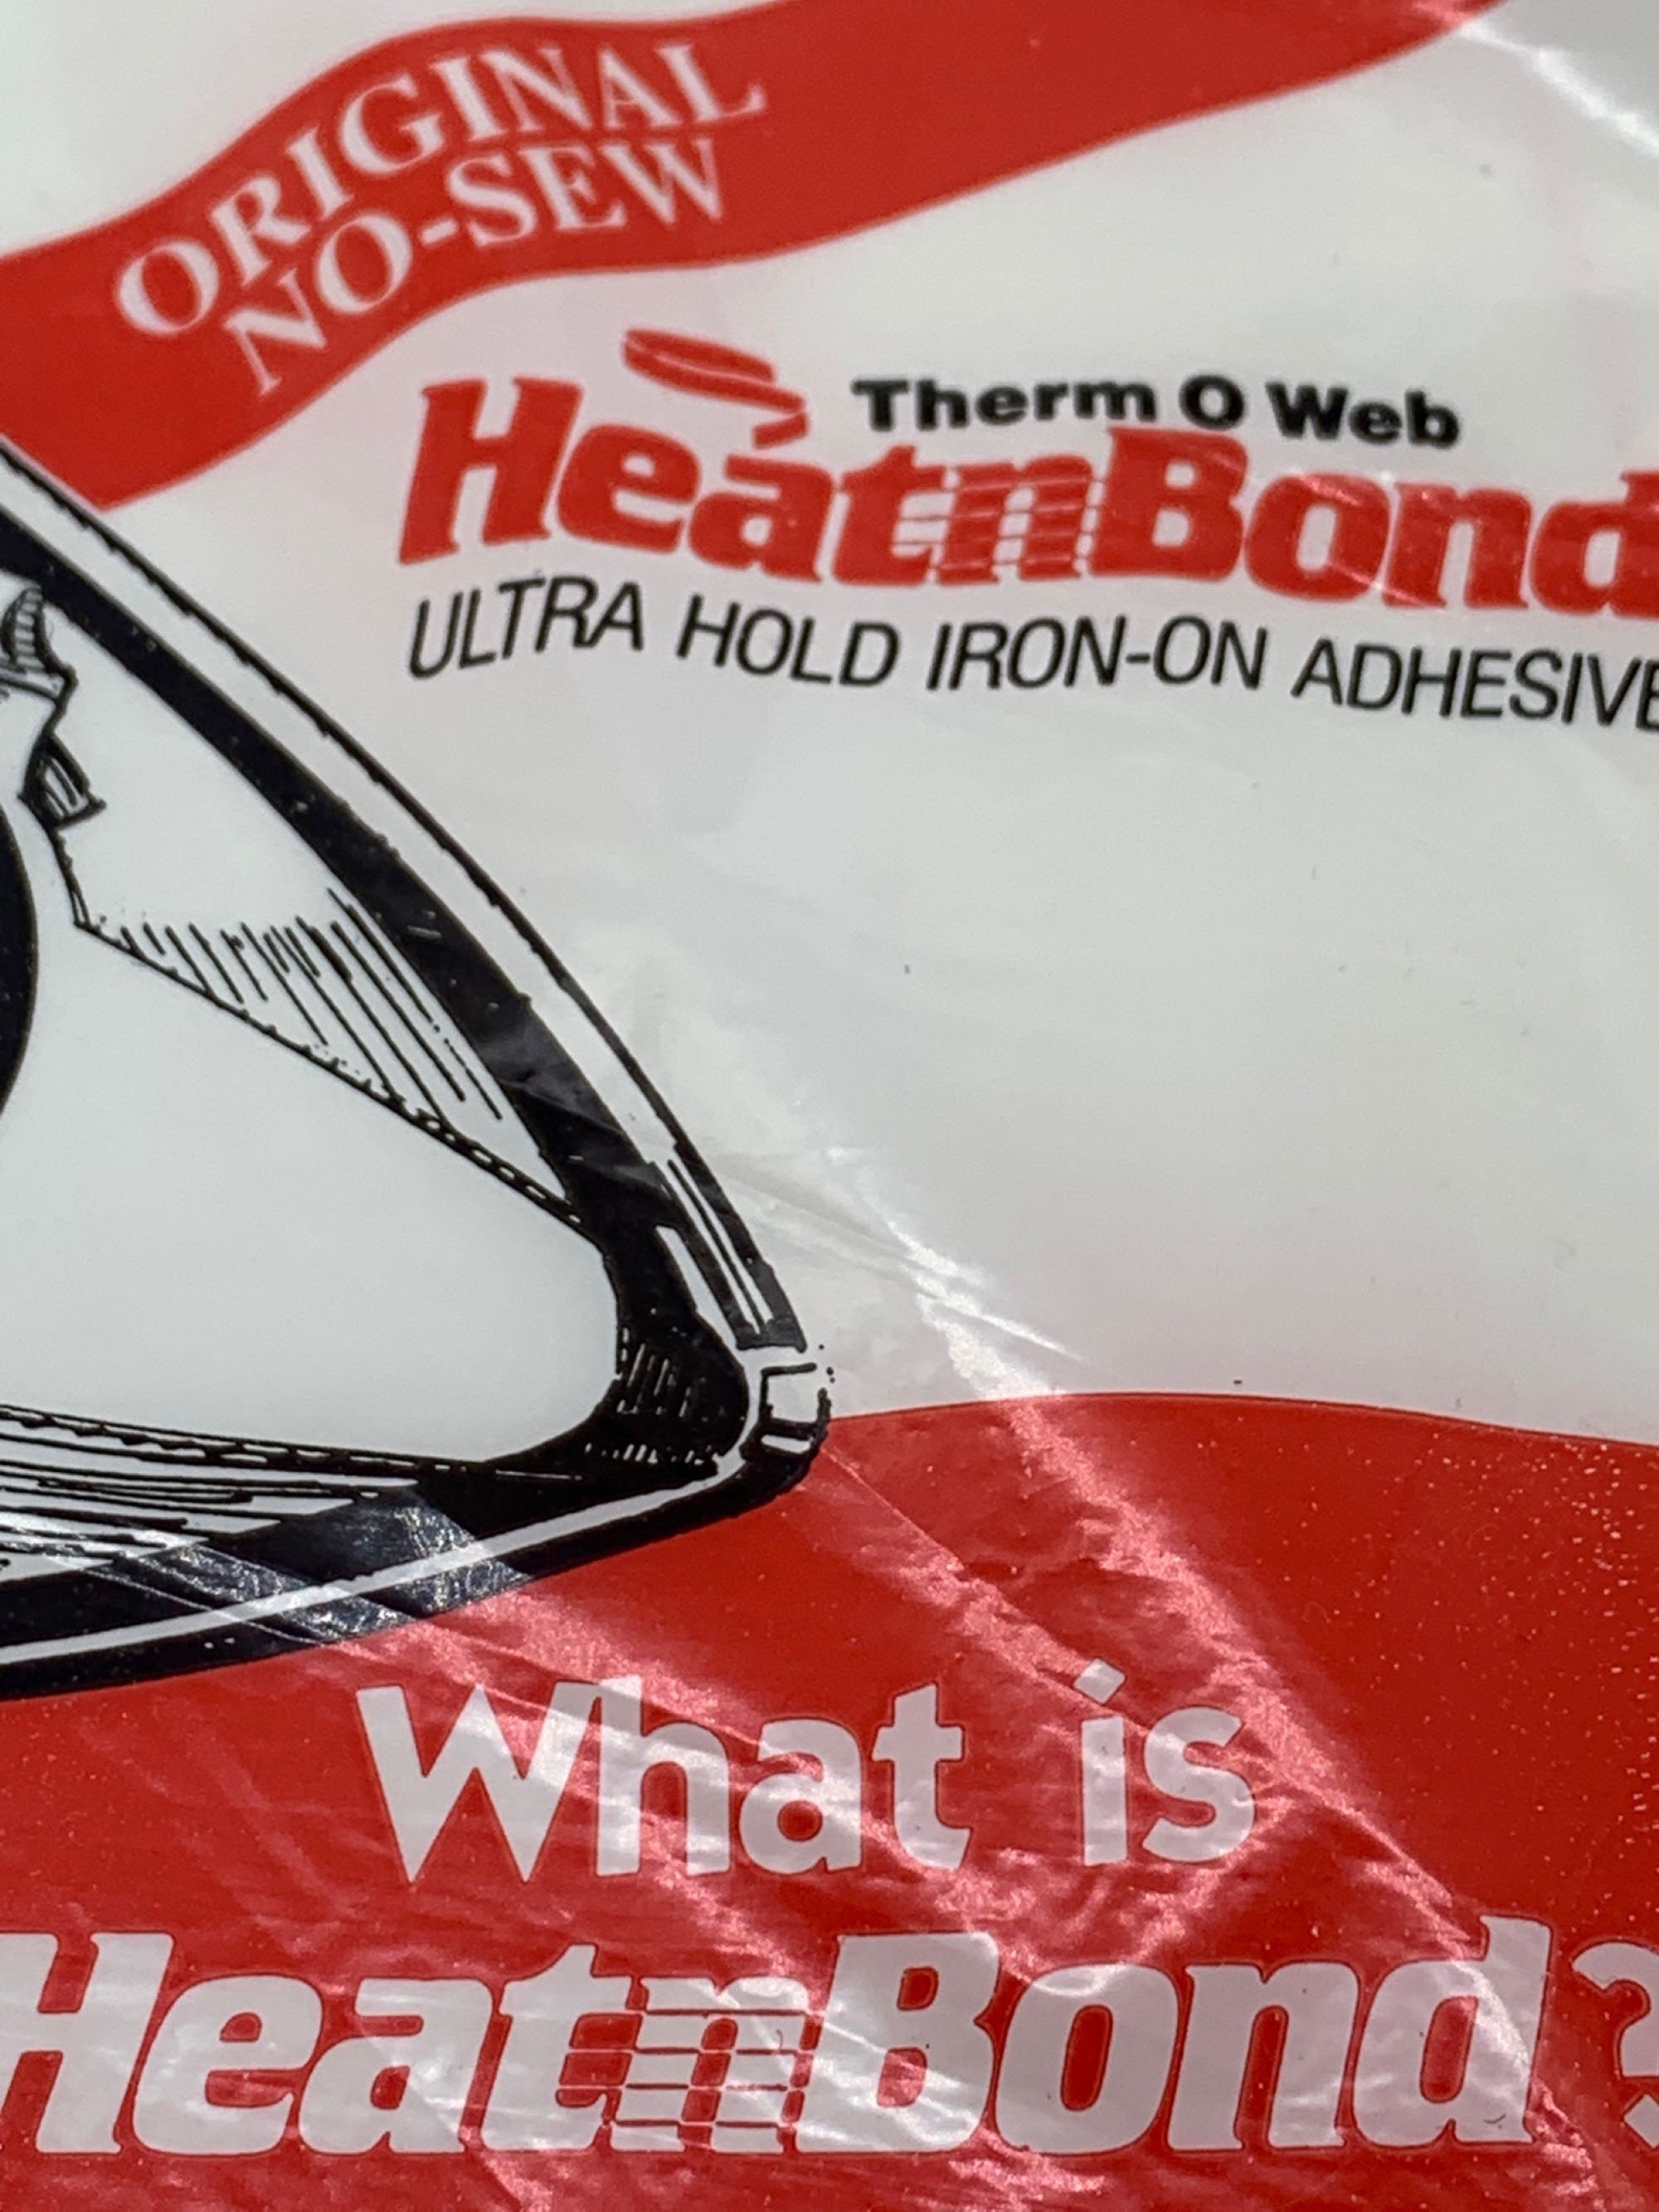 ORIGINAL
NO-SEW
Therm O Web
HeatnBond
ULTRA HOLD IRON-ON ADHESIVE
What is
HeatnBond?